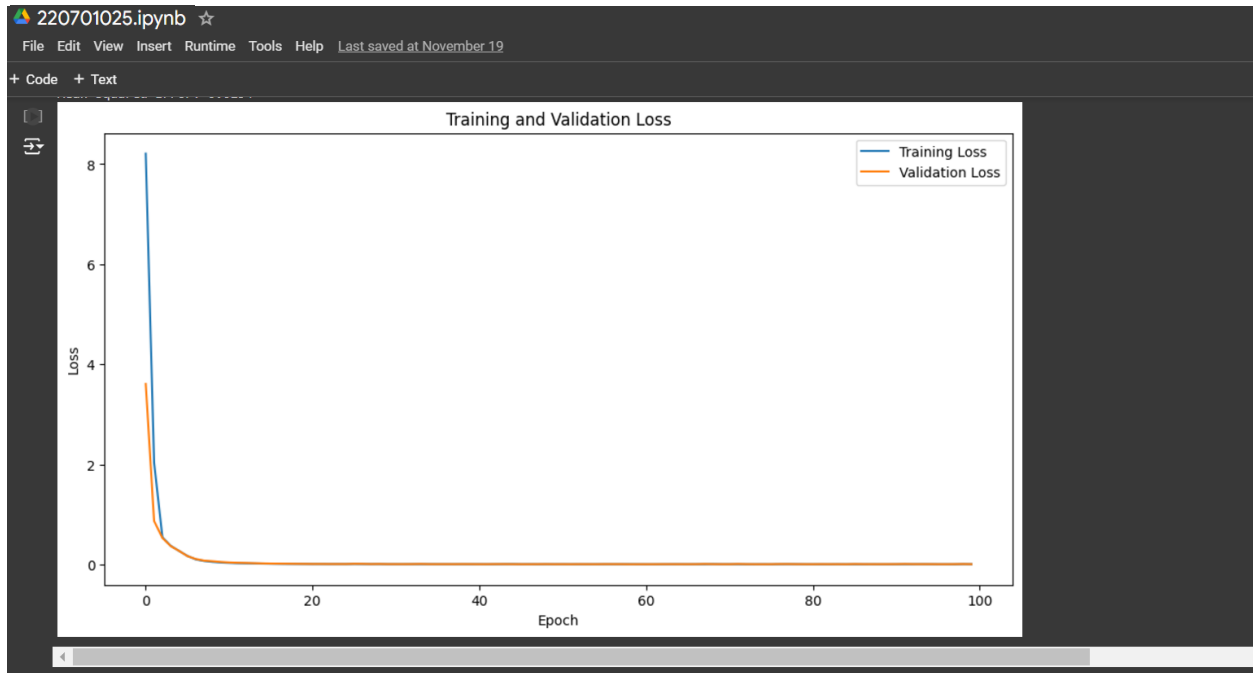 220701025.ipynb
File Edit View Insert Runtime Tools Help Last saved at November 19
+ Code + Text
Training and Validation Loss
Training Loss
Validation Loss
8
6
4
2
0
Loss
0 20 40 60 80 100
Epoch